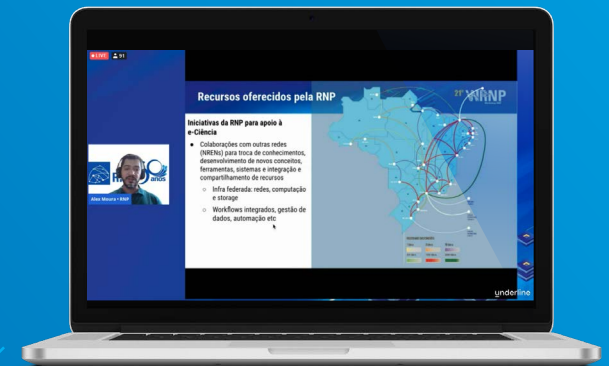 LIVE 91
Recursos oferecidos pela RNP
21º WRNP
Iniciativas da RNP para apoio à
e-Ciência
Colaborações com outras redes
(NRENs) para troca de conhecimentos,
desenvolvimento de novos conceitos,
ferramentas, sistemas e integração e
compartilhamento de recursos
Infra federada: redes, computação
e storage
Workflows integrados, gestão de
dados, automação etc
anos
Alex Moura • RNP
underline